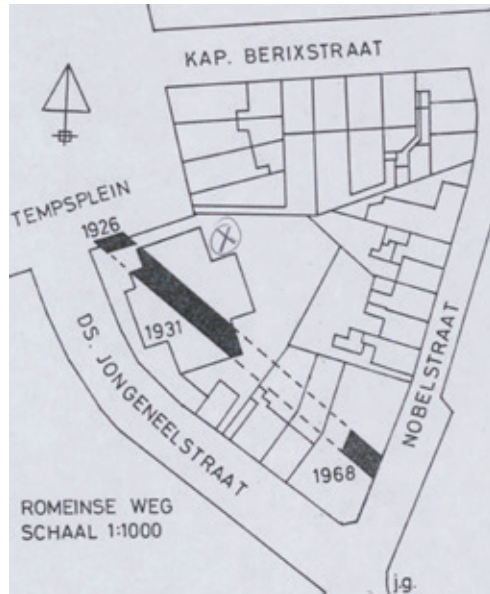 KAP. BERIXSTRAAT
TEMPSPLEIN
1926
X
1931
DS. JONGENEELSTRAAT
NOBELSTRAAT
1968
ROMEINSE WEG
SCHAAL 1:1000
j.g.